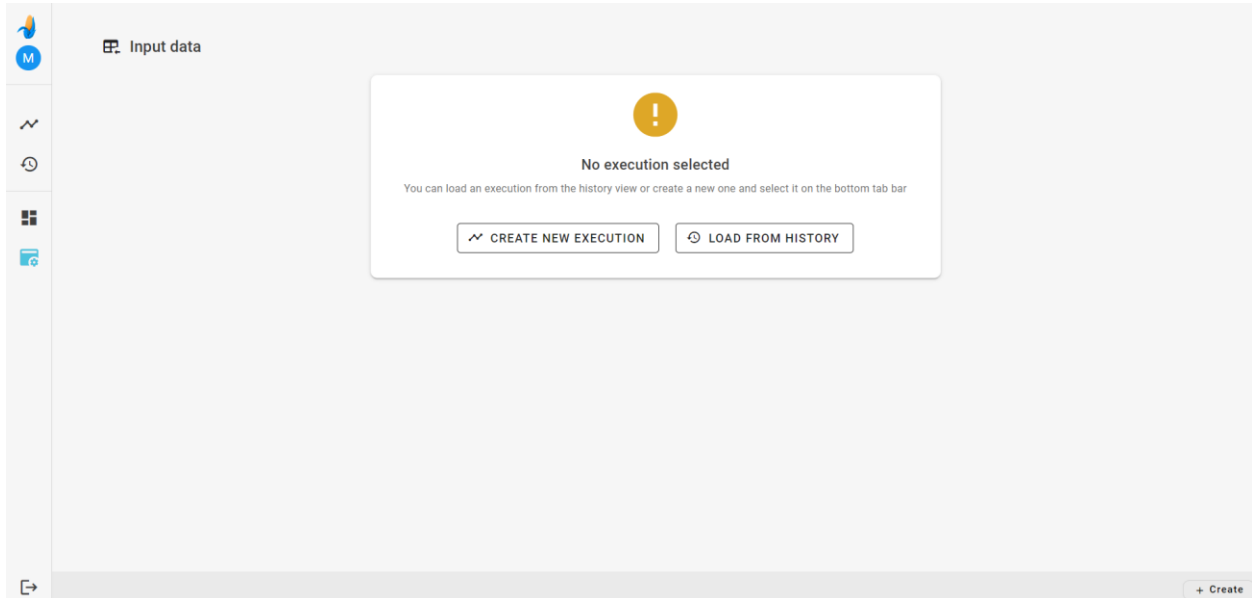 M
Input data
No execution selected
You can load an execution from the history view or create a new one and select it on the bottom tab bar
CREATE NEW EXECUTION
LOAD FROM HISTORY
+ Create